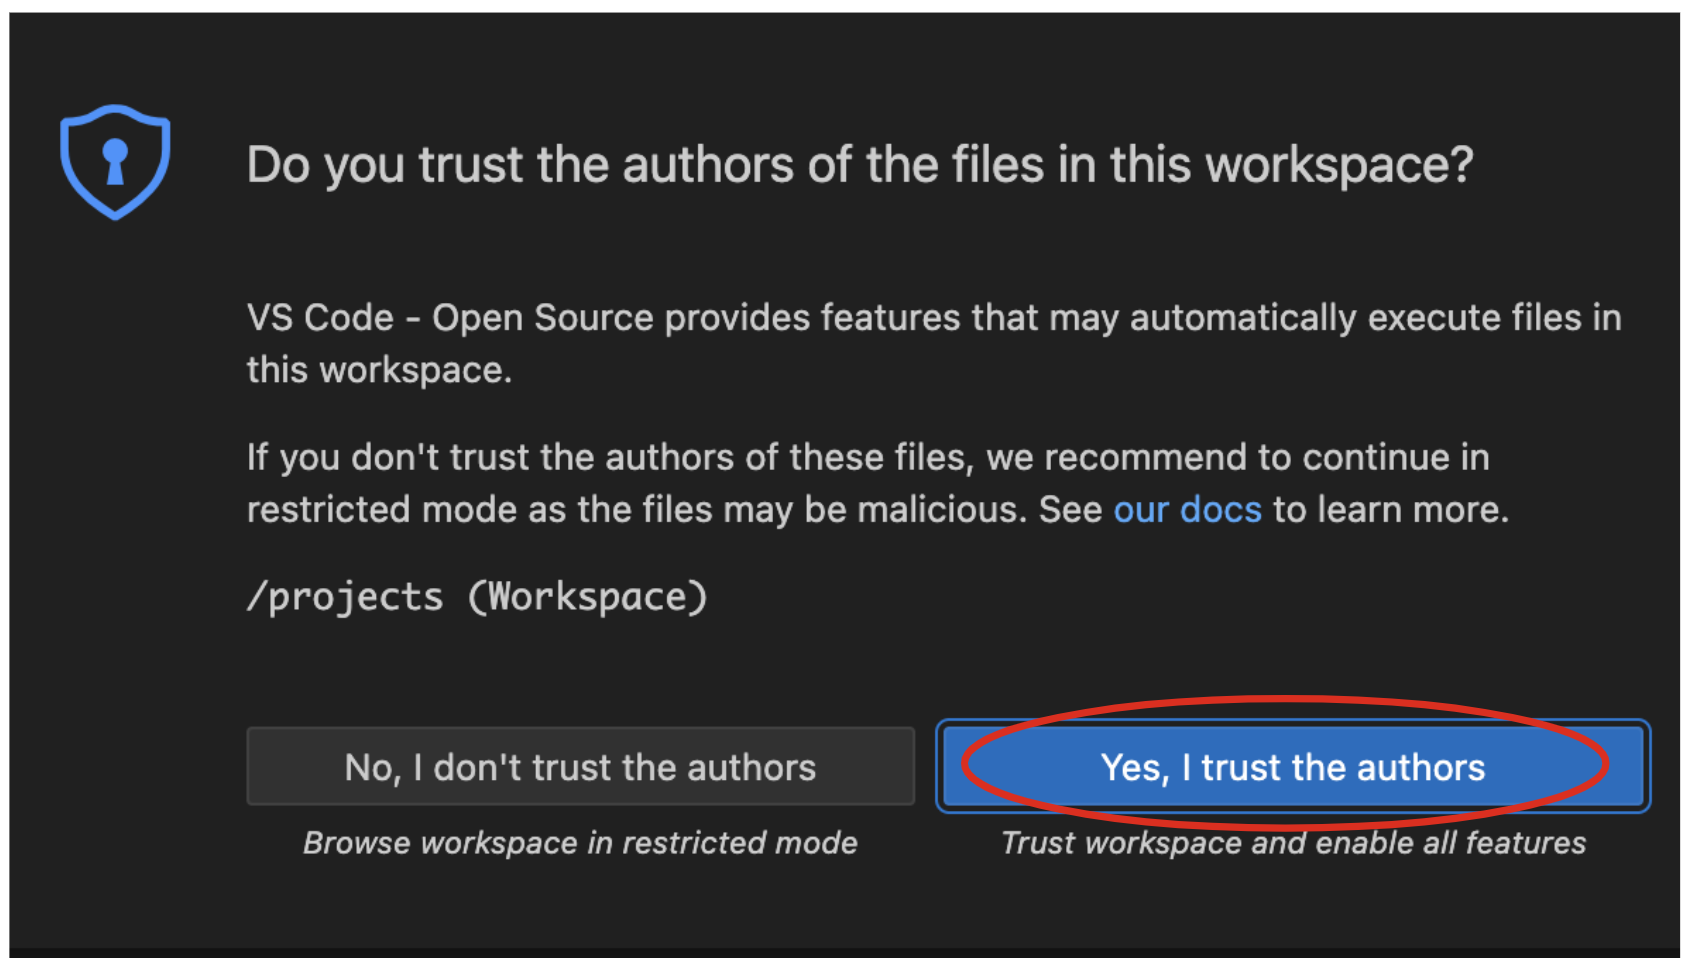 Do you trust the authors of the files in this workspace?
VS Code - Open Source provides features that may automatically execute files in
this workspace.
If you don't trust the authors of these files, we recommend to continue in
restricted mode as the files may be malicious. See our docs to learn more.
/projects (Workspace)
No, I don't trust the authors
Yes, I trust the authors
Browse workspace in restricted mode
Trust workspace and enable all features